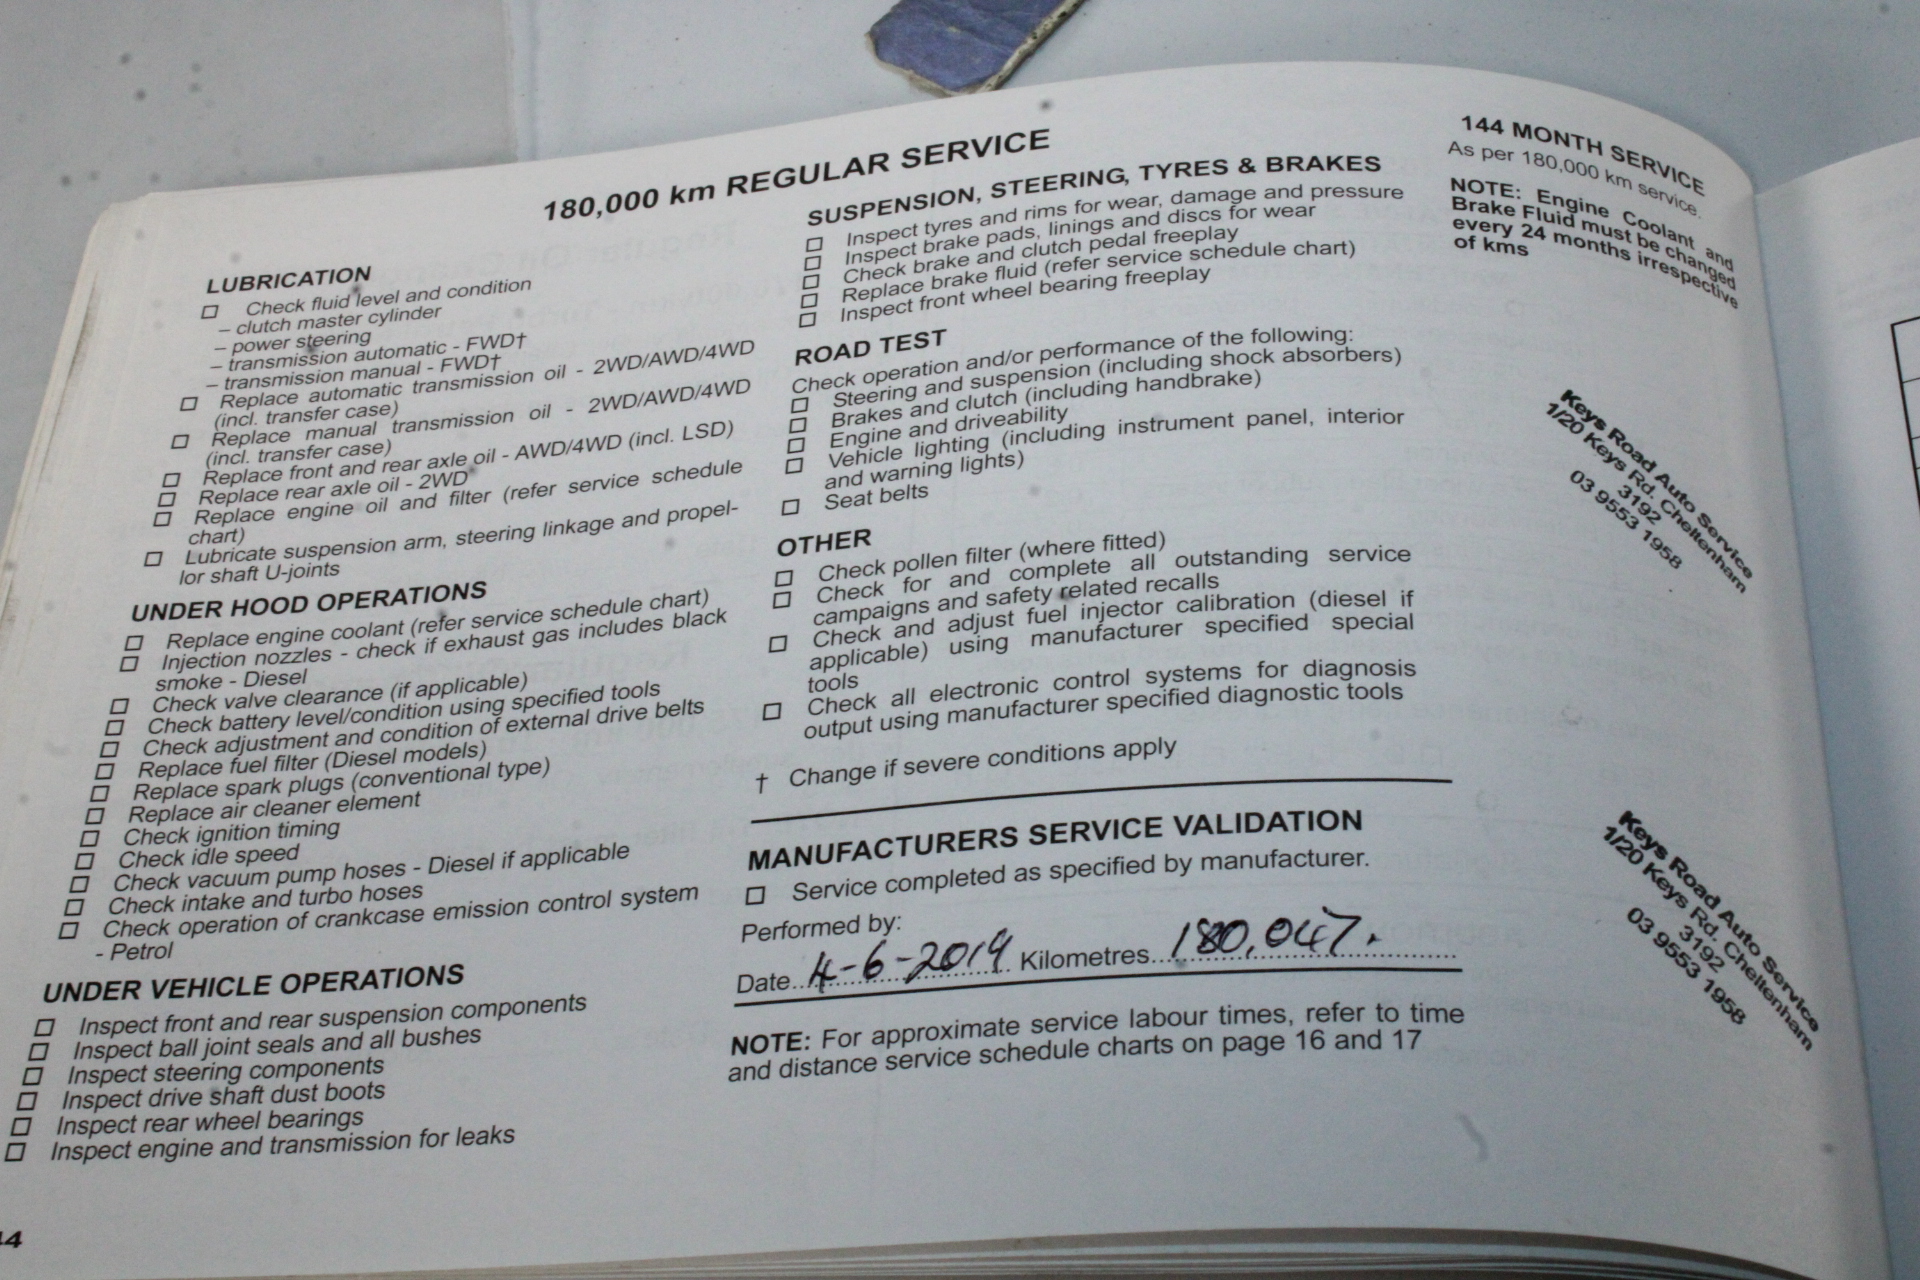 180,000 km REGULAR SERVICE
LUBRICATION
Check fluid level and condition
– clutch master cylinder
– power steering
– transmission automatic - FWD†
– transmission manual - FWD†
Replace automatic transmission oil - 2WD/AWD/4WD
(incl. transfer case)
Replace manual transmission oil - 2WD/AWD/4WD
(incl. transfer case)
Replace front and rear axle oil - AWD/4WD (incl. LSD)
Replace rear axle oil - 2WD
Replace engine oil and filter (refer service schedule
chart)
Lubricate suspension arm, steering linkage and propel-
lor shaft U-joints
UNDER HOOD OPERATIONS
Replace engine coolant (refer service schedule chart)
Injection nozzles - check if exhaust gas includes black
smoke - Diesel
Check valve clearance (if applicable)
Check battery level/condition using specified tools
Check adjustment and condition of external drive belts
Replace fuel filter (Diesel models)
Replace spark plugs (conventional type)
Replace air cleaner element
Check ignition timing
Check idle speed
Check vacuum pump hoses - Diesel if applicable
Check intake and turbo hoses
Check operation of crankcase emission control system
- Petrol
UNDER VEHICLE OPERATIONS
Inspect front and rear suspension components
Inspect ball joint seals and all bushes
Inspect steering components
Inspect drive shaft dust boots
Inspect rear wheel bearings
Inspect engine and transmission for leaks
SUSPENSION, STEERING, TYRES & BRAKES
Inspect tyres and rims for wear, damage and pressure
Inspect brake pads, linings and discs for wear
Check brake and clutch pedal freeplay
Replace brake fluid (refer service schedule chart)
Inspect front wheel bearing freeplay
ROAD TEST
Check operation and/or performance of the following:
Steering and suspension (including shock absorbers)
Brakes and clutch (including handbrake)
Engine and driveability
Vehicle lighting (including instrument panel, interior
and warning lights)
Seat belts
OTHER
Check pollen filter (where fitted)
Check for and complete all outstanding service
campaigns and safety related recalls
Check and adjust fuel injector calibration (diesel if
applicable) using manufacturer specified special
tools
Check all electronic control systems for diagnosis
output using manufacturer specified diagnostic tools
† Change if severe conditions apply
MANUFACTURERS SERVICE VALIDATION
Service completed as specified by manufacturer.
Performed by:
Date 4-6-2019 Kilometres 180,047.
NOTE: For approximate service labour times, refer to time
and distance service schedule charts on page 16 and 17
144 MONTH SERVICE
As per 180,000 km service.
NOTE: Engine Coolant and
Brake Fluid must be changed
every 24 months irrespective
of kms
Keys Road Auto Service
1/20 Keys Rd. Cheltenham
3192
03 9553 1958
Keys Road Auto Service
1/20 Keys Rd. Cheltenham
3192
03 9553 1958